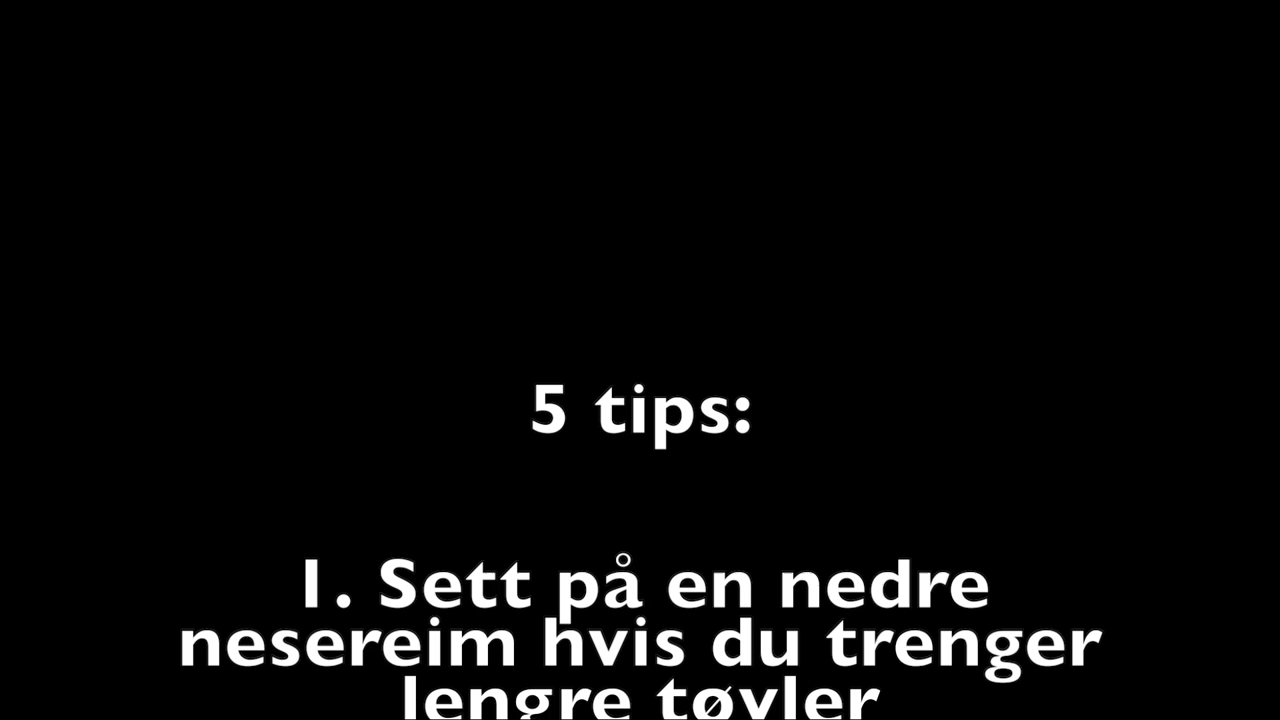 5 tips:
1. Sett på en nedre
nesereim hvis du trenger
lengre tøyler